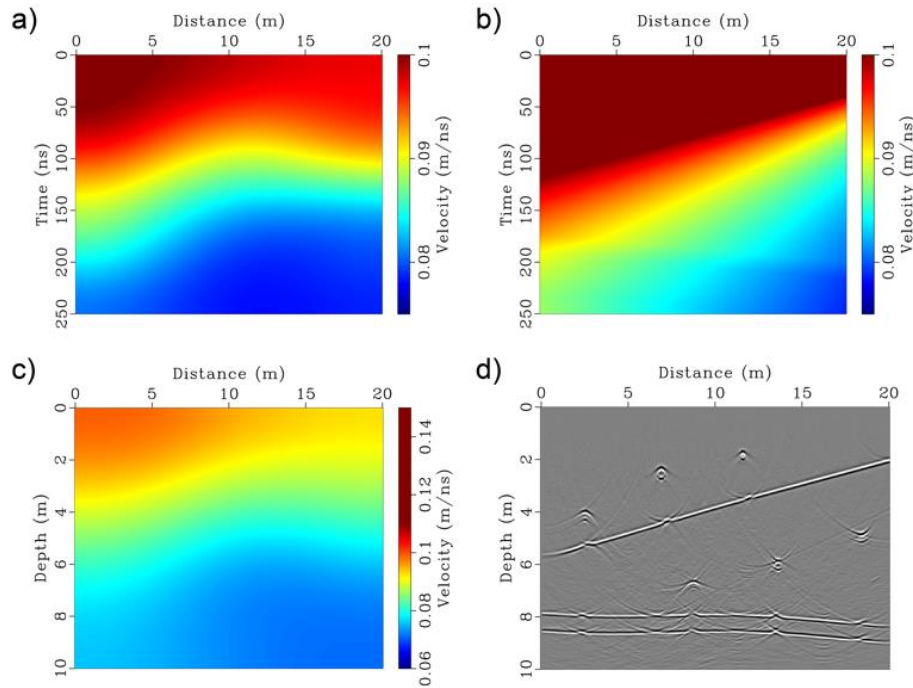 a)
Distance (m)
0 5 10 15 20
Time (ns)
0 50 100 150 200 250
Velocity (m/ns)
0.1 0.09 0.08
b)
Distance (m)
0 5 10 15 20
Time (ns)
0 50 100 150 200 250
Velocity (m/ns)
0.1 0.09 0.08
c)
Distance (m)
0 5 10 15 20
Depth (m)
0 2 4 6 8 10
Velocity (m/ns)
0.14 0.12 0.1 0.08 0.06
d)
Distance (m)
0 5 10 15 20
Depth (m)
0 2 4 6 8 10